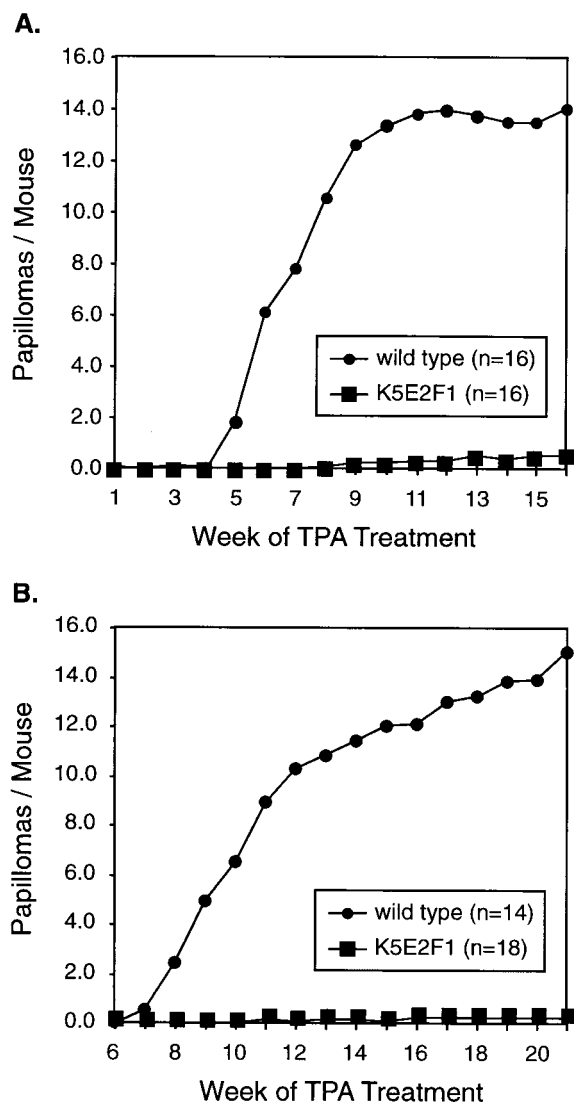 A.
16.0
14.0
12.0
10.0
8.0
6.0
4.0
2.0
0.0
Papillomas / Mouse
wild type (n=16)
K5E2F1 (n=16)
1 3 5 7 9 11 13 15
Week of TPA Treatment
B.
16.0
14.0
12.0
10.0
8.0
6.0
4.0
2.0
0.0
Papillomas / Mouse
wild type (n=14)
K5E2F1 (n=18)
6 8 10 12 14 16 18 20
Week of TPA Treatment